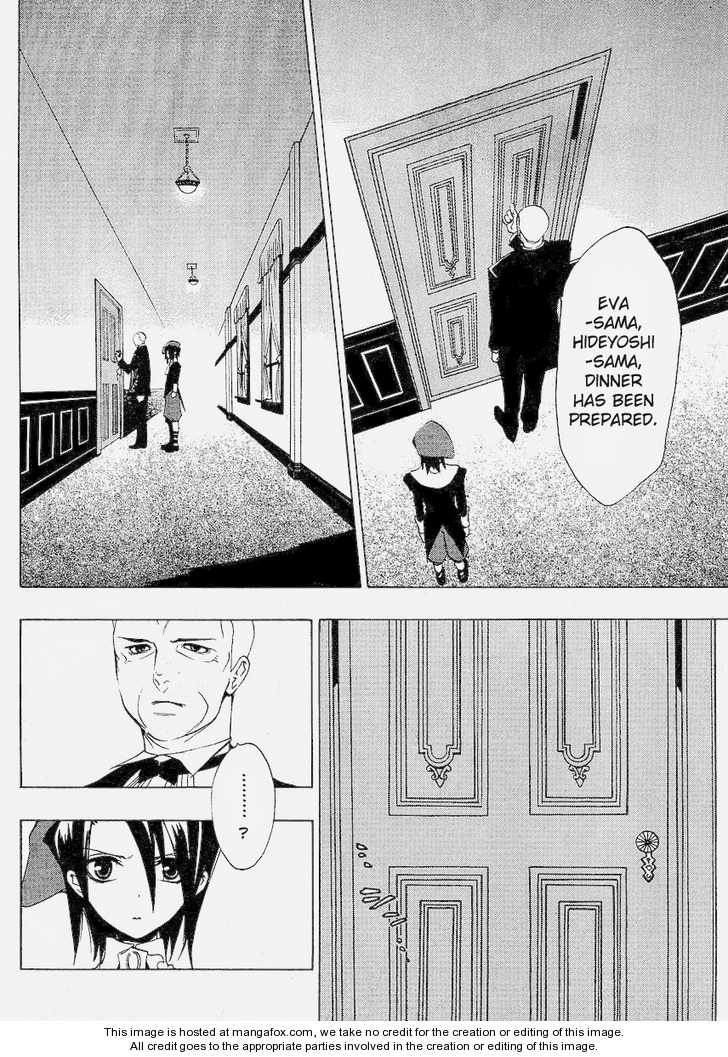 EVA
-SAMA,
HIDEYOSHI
-SAMA,
DINNER
HAS BEEN
PREPARED.
.........
?
This image is hosted at mangafox.com, we take no credit for the creation or editing of this image.
All credit goes to the appropriate parties involved in the creation or editing of this image.